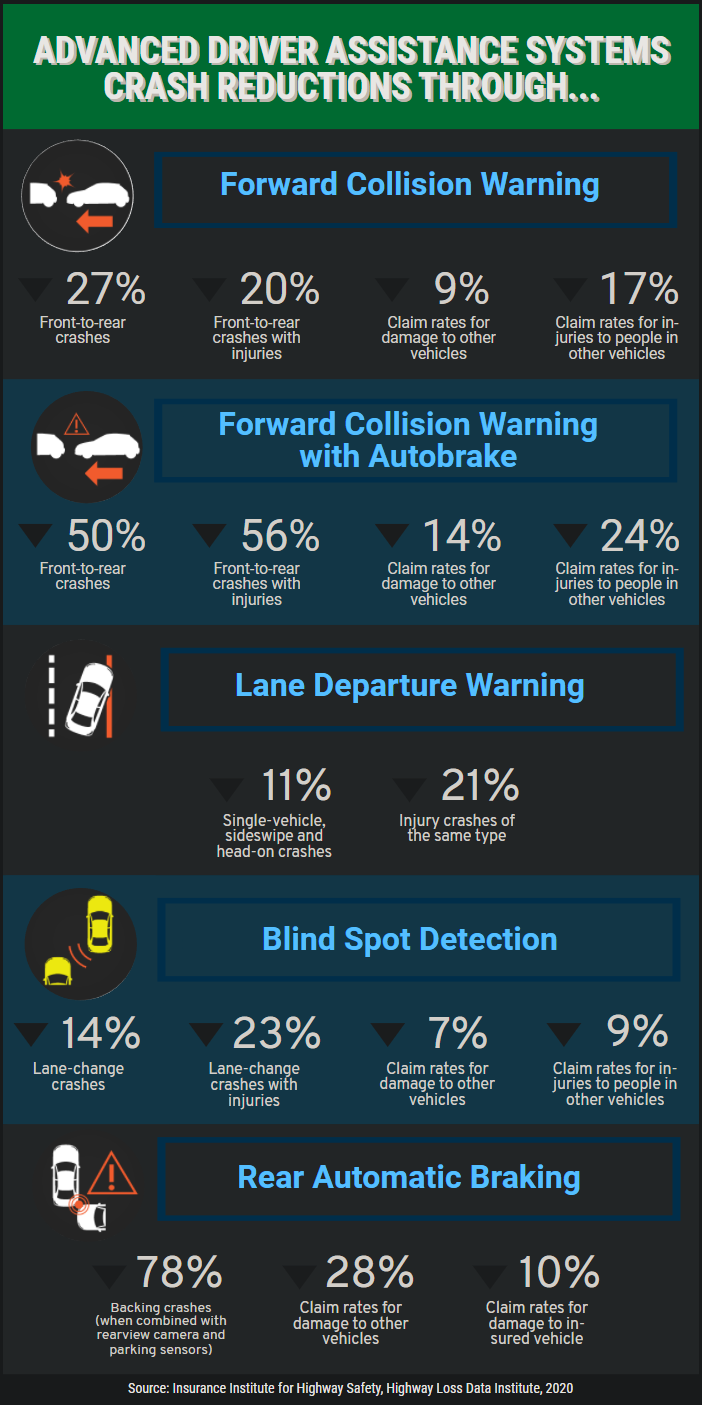 ADVANCED DRIVER ASSISTANCE SYSTEMS
CRASH REDUCTIONS THROUGH...
Forward Collision Warning
27%
Front-to-rear
crashes
20%
Front-to-rear
crashes with
injuries
9%
Claim rates for
damage to other
vehicles
17%
Claim rates for in-
juries to people in
other vehicles
Forward Collision Warning
with Autobrake
50%
Front-to-rear
crashes
56%
Front-to-rear
crashes with
injuries
14%
Claim rates for
damage to other
vehicles
24%
Claim rates for in-
juries to people in
other vehicles
Lane Departure Warning
11%
Single-vehicle,
sideswipe and
head-on crashes
21%
Injury crashes of
the same type
Blind Spot Detection
14%
Lane-change
crashes
23%
Lane-change
crashes with
injuries
7%
Claim rates for
damage to other
vehicles
9%
Claim rates for in-
juries to people in
other vehicles
Rear Automatic Braking
78%
Backing crashes
(when combined with
rearview camera and
parking sensors)
28%
Claim rates for
damage to other
vehicles
10%
Claim rates for
damage to in-
sured vehicle
Source: Insurance Institute for Highway Safety, Highway Loss Data Institute, 2020